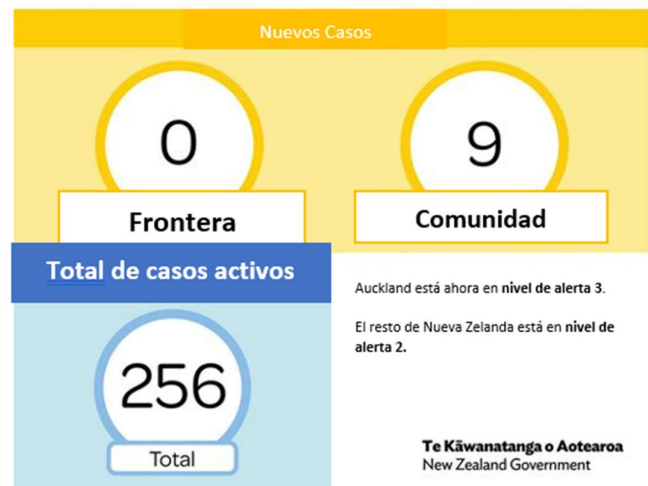 Nuevos Casos
0
9
Frontera
Comunidad
Total de casos activos
Auckland está ahora en nivel de alerta 3.
El resto de Nueva Zelanda está en nivel de
alerta 2.
256
Total
Te Kāwanatanga o Aotearoa
New Zealand Government